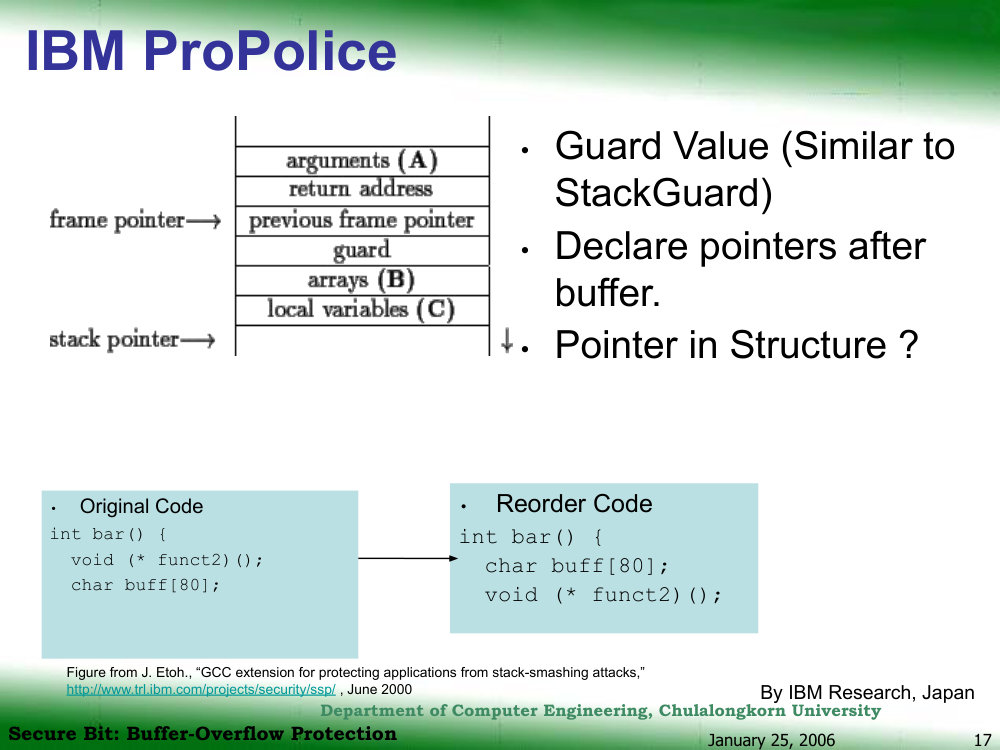 IBM ProPolice
arguments (A)
return address
frame pointer→
previous frame pointer
guard
arrays (B)
local variables (C)
stack pointer→
↓
• Guard Value (Similar to
StackGuard)
• Declare pointers after
buffer.
• Pointer in Structure ?
• Original Code
int bar() {
  void (* funct2)();
  char buff[80];
• Reorder Code
int bar() {
  char buff[80];
  void (* funct2)();
Figure from J. Etoh., “GCC extension for protecting applications from stack-smashing attacks,”
http://www.trl.ibm.com/projects/security/ssp/ , June 2000
By IBM Research, Japan
Department of Computer Engineering, Chulalongkorn University
Secure Bit: Buffer-Overflow Protection
January 25, 2006
17